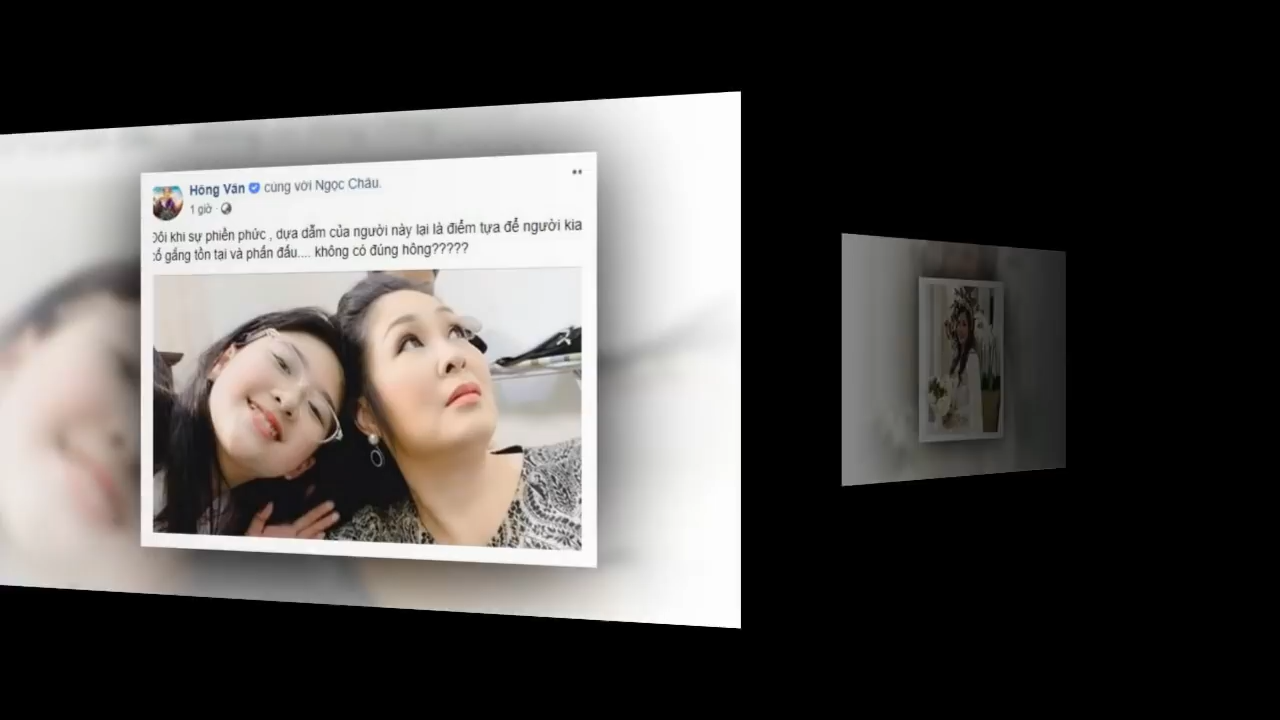 Hồng Vân cùng với Ngọc Châu.
1 giờ ·
Đôi khi sự phiền phức , dựa dẫm của người này lại là điểm tựa để người kia
cố gắng tồn tại và phấn đấu.... không có đúng hông?????